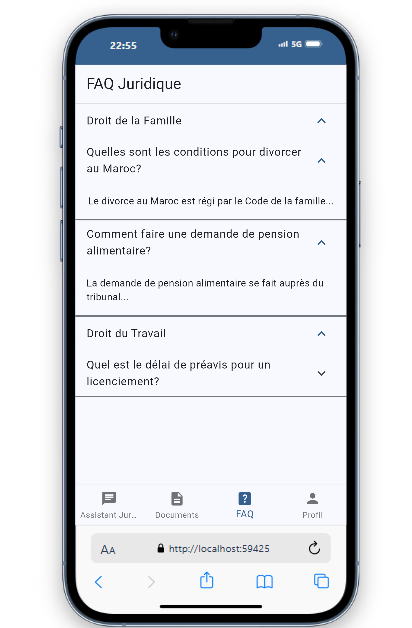 22:55
5G
FAQ Juridique
Droit de la Famille
Quelles sont les conditions pour divorcer
au Maroc?
Le divorce au Maroc est régi par le Code de la famille...
Comment faire une demande de pension
alimentaire?
La demande de pension alimentaire se fait auprès du
tribunal...
Droit du Travail
Quel est le délai de préavis pour un
licenciement?
Assistant Jur...
Documents
FAQ
Profil
AA
http://localhost:59425